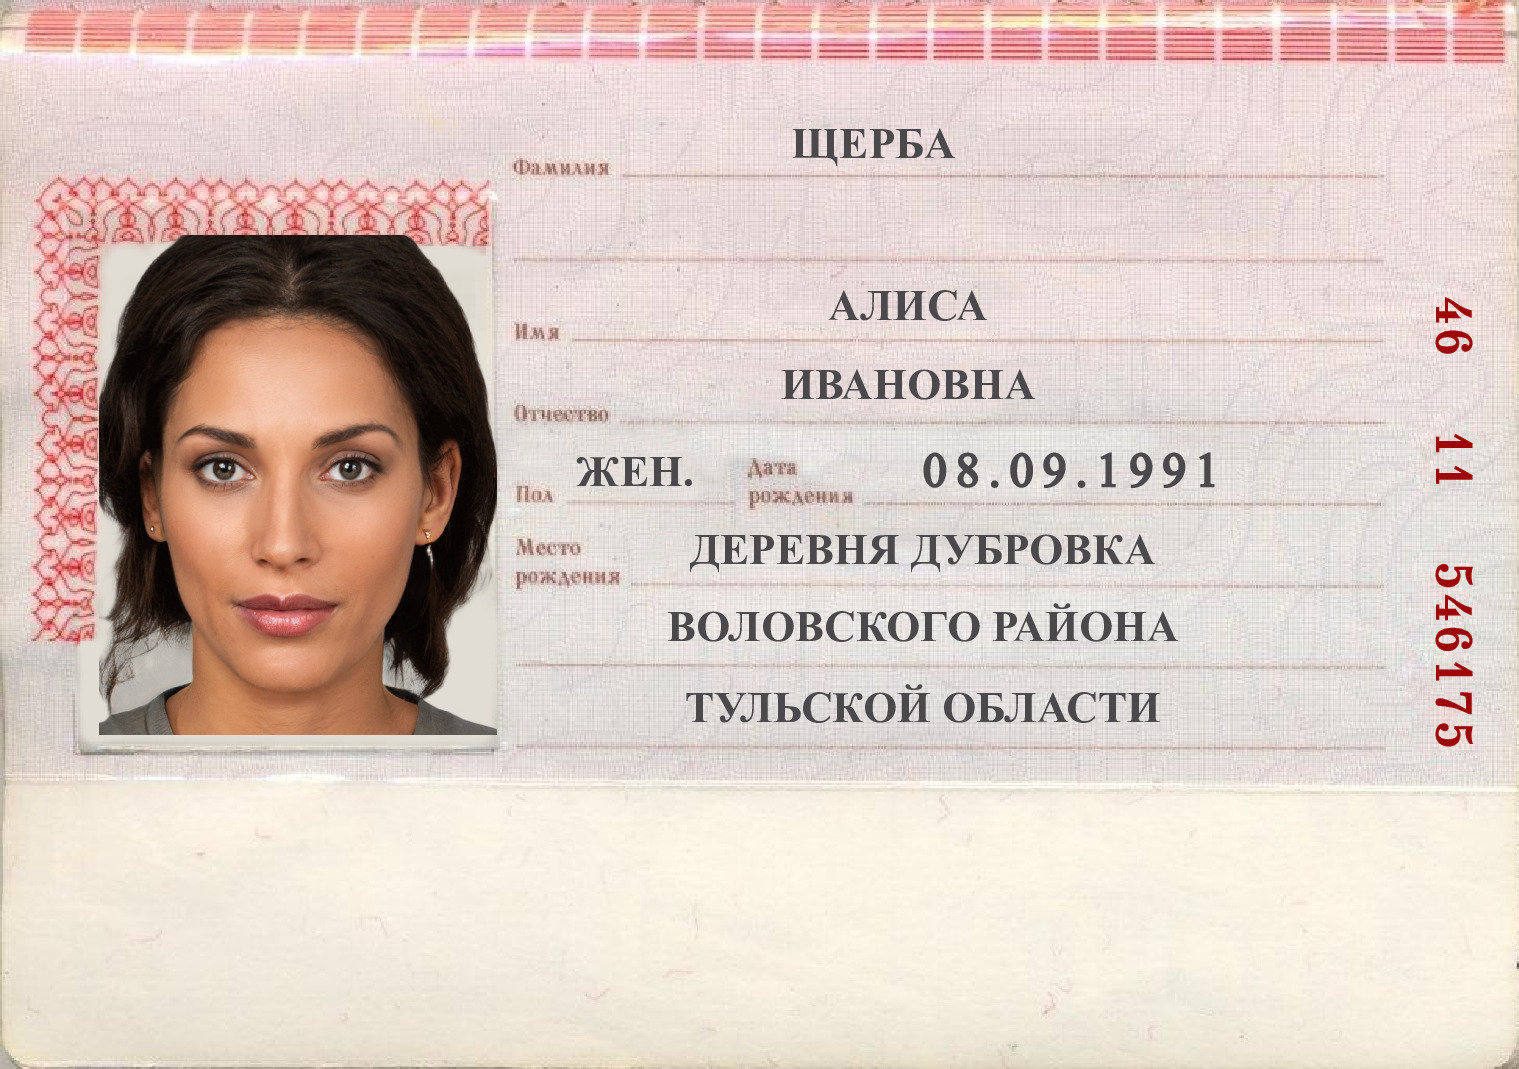 Фамилия ЩЕРБА
Имя АЛИСА
Отчество ИВАНОВНА
Пол ЖЕН. Дата рождения 08.09.1991
Место рождения ДЕРЕВНЯ ДУБРОВКА
ВОЛОВСКОГО РАЙОНА
ТУЛЬСКОЙ ОБЛАСТИ
46 11 546175